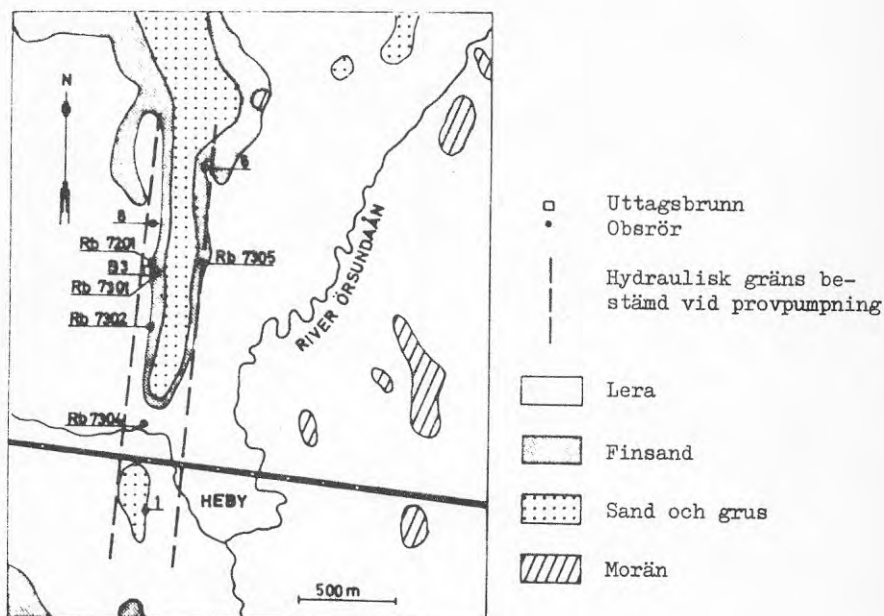 N
6
8
Rb 7201
B3
Rb 7301
Rb 7305
Rb 7302
RIVER ÖRSUNDAÅN
Rb 7304
HEBY
1
500 m
Uttagsbrunn
Obsrör
Hydraulisk gräns be-
stämd vid provpumpning
Lera
Finsand
Sand och grus
Morän